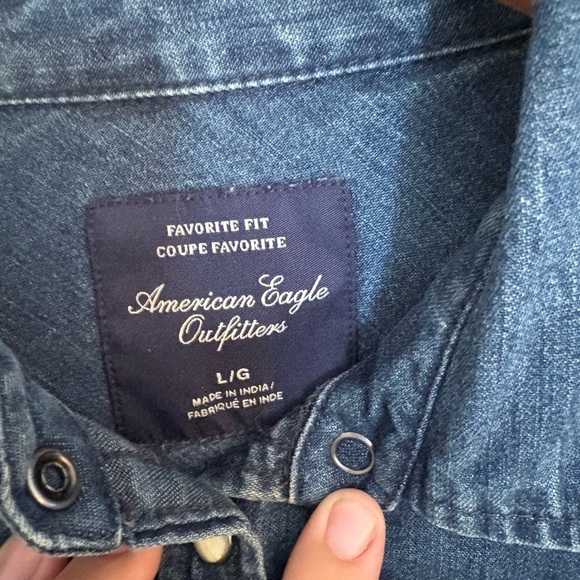 FAVORITE FIT
COUPE FAVORITE
American Eagle
Outfitters
L/G
MADE IN INDIA/
FABRIQUÉ EN INDE